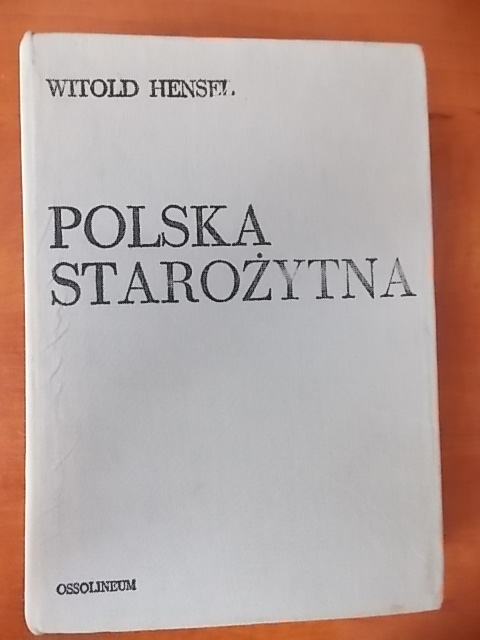 WITOLD HENSEL
POLSKA
STAROŻYTNA
OSSOLINEUM